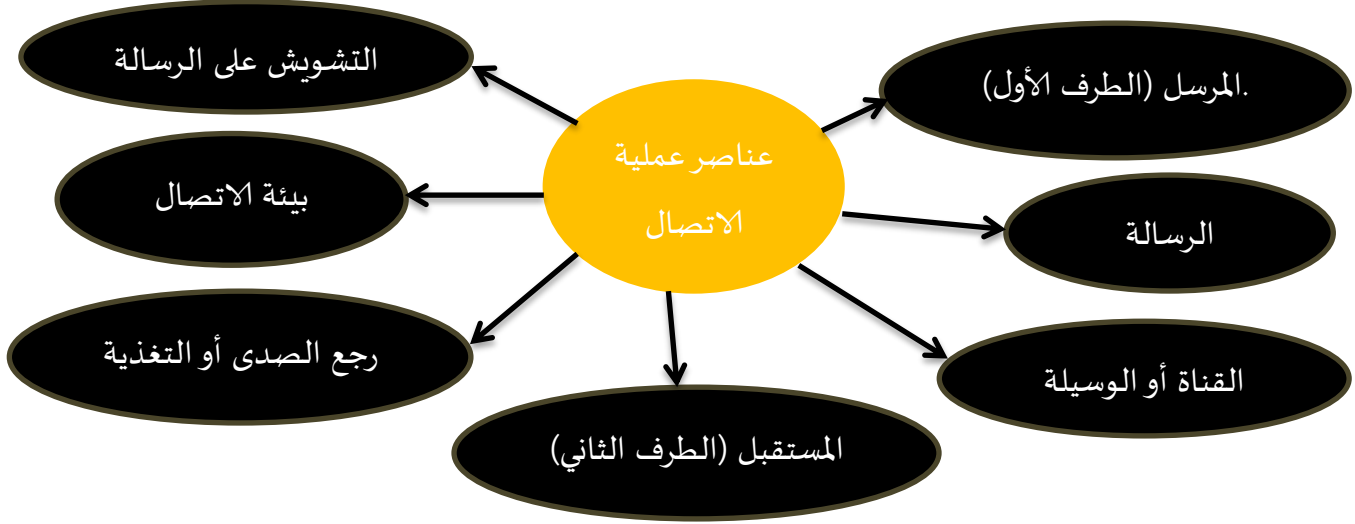 عناصر عملية
الاتصال
المرسل (الطرف الأول).
الرسالة
القناة أو الوسيلة
المستقبل (الطرف الثاني)
رجع الصدى أو التغذية
بيئة الاتصال
التشويش على الرسالة